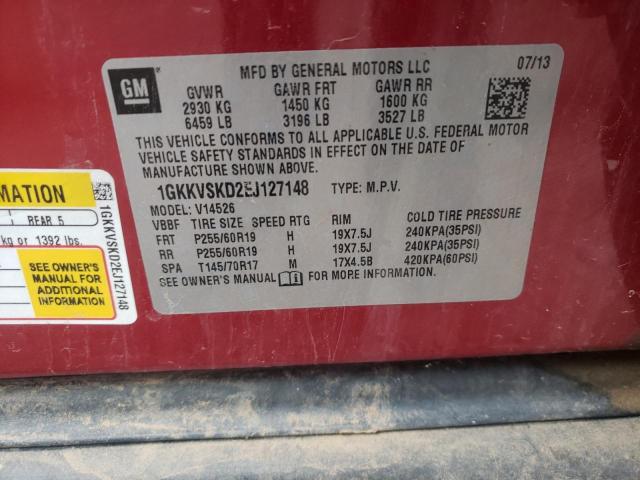 GM
MFD BY GENERAL MOTORS LLC
07/13
GVWR GAWR FRT GAWR RR
2930 KG 1450 KG 1600 KG
6459 LB 3196 LB 3527 LB
THIS VEHICLE CONFORMS TO ALL APPLICABLE U.S. FEDERAL MOTOR
VEHICLE SAFETY STANDARDS IN EFFECT ON THE DATE OF
MANUFACTURE SHOWN ABOVE.
1GKKVSKD2EJ127148 TYPE: M.P.V.
MODEL: V14526
VBBF TIRE SIZE SPEED RTG RIM COLD TIRE PRESSURE
FRT P255/60R19 H 19X7.5J 240KPA(35PSI)
RR P255/60R19 H 19X7.5J 240KPA(35PSI)
SPA T145/70R17 M 17X4.5B 420KPA(60PSI)
SEE OWNER'S MANUAL FOR MORE INFORMATION.
RMATION
REAR 5
kg or 1392 lbs.
SEE OWNER'S
MANUAL FOR
ADDITIONAL
INFORMATION
1GKKVSKD2EJ127148